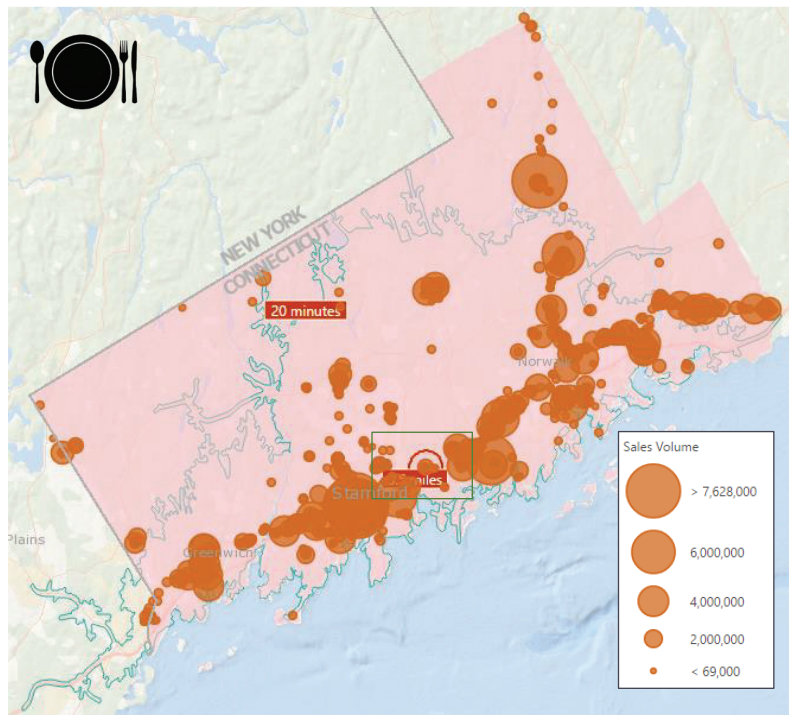 NEW YORK
CONNECTICUT
20 minutes
Norwalk
miles
Stamford
Plains
Greenwich
Sales Volume
> 7,628,000
6,000,000
4,000,000
2,000,000
< 69,000